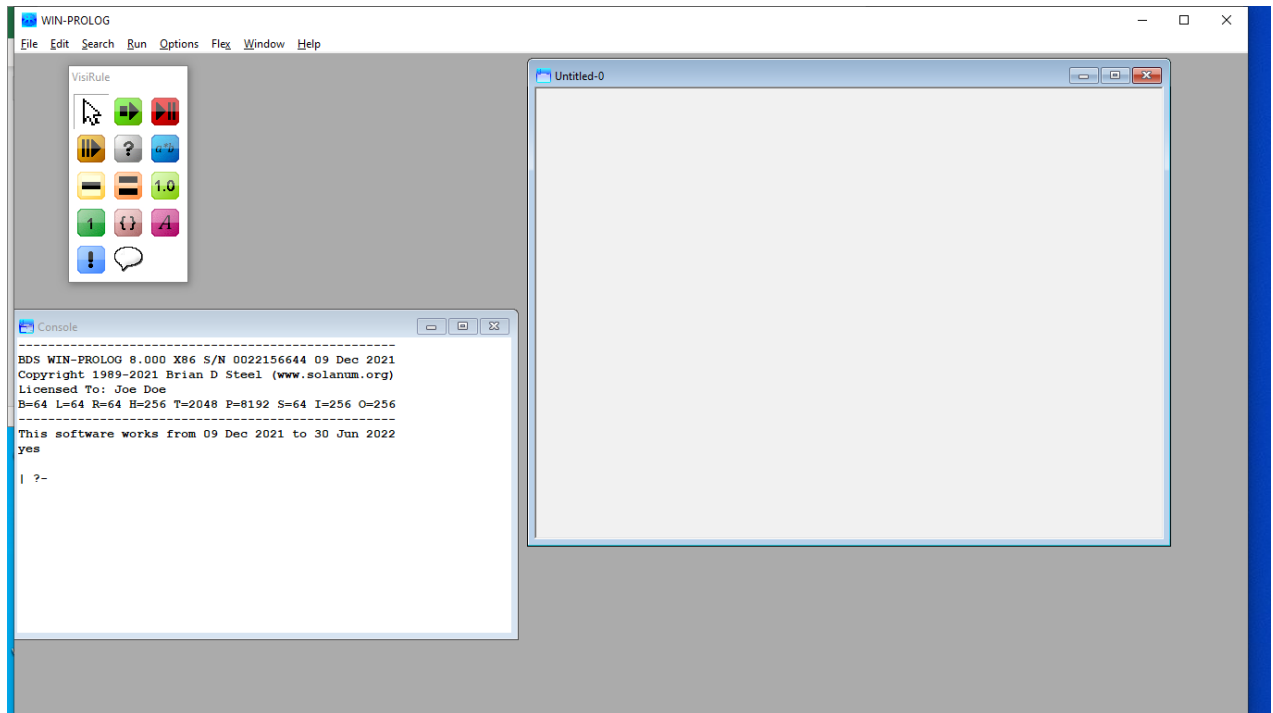 WIN-PROLOG
File Edit Search Run Options Flex Window Help
VisiRule
?
1.0
1 {} A
!
Untitled-0
Console
----------------------------------------------------
BDS WIN-PROLOG 8.000 X86 S/N 0022156644 09 Dec 2021
Copyright 1989-2021 Brian D Steel (www.solanum.org)
Licensed To: Joe Doe
B=64 L=64 R=64 H=256 T=2048 P=8192 S=64 I=256 O=256
----------------------------------------------------
This software works from 09 Dec 2021 to 30 Jun 2022
yes
| ?-